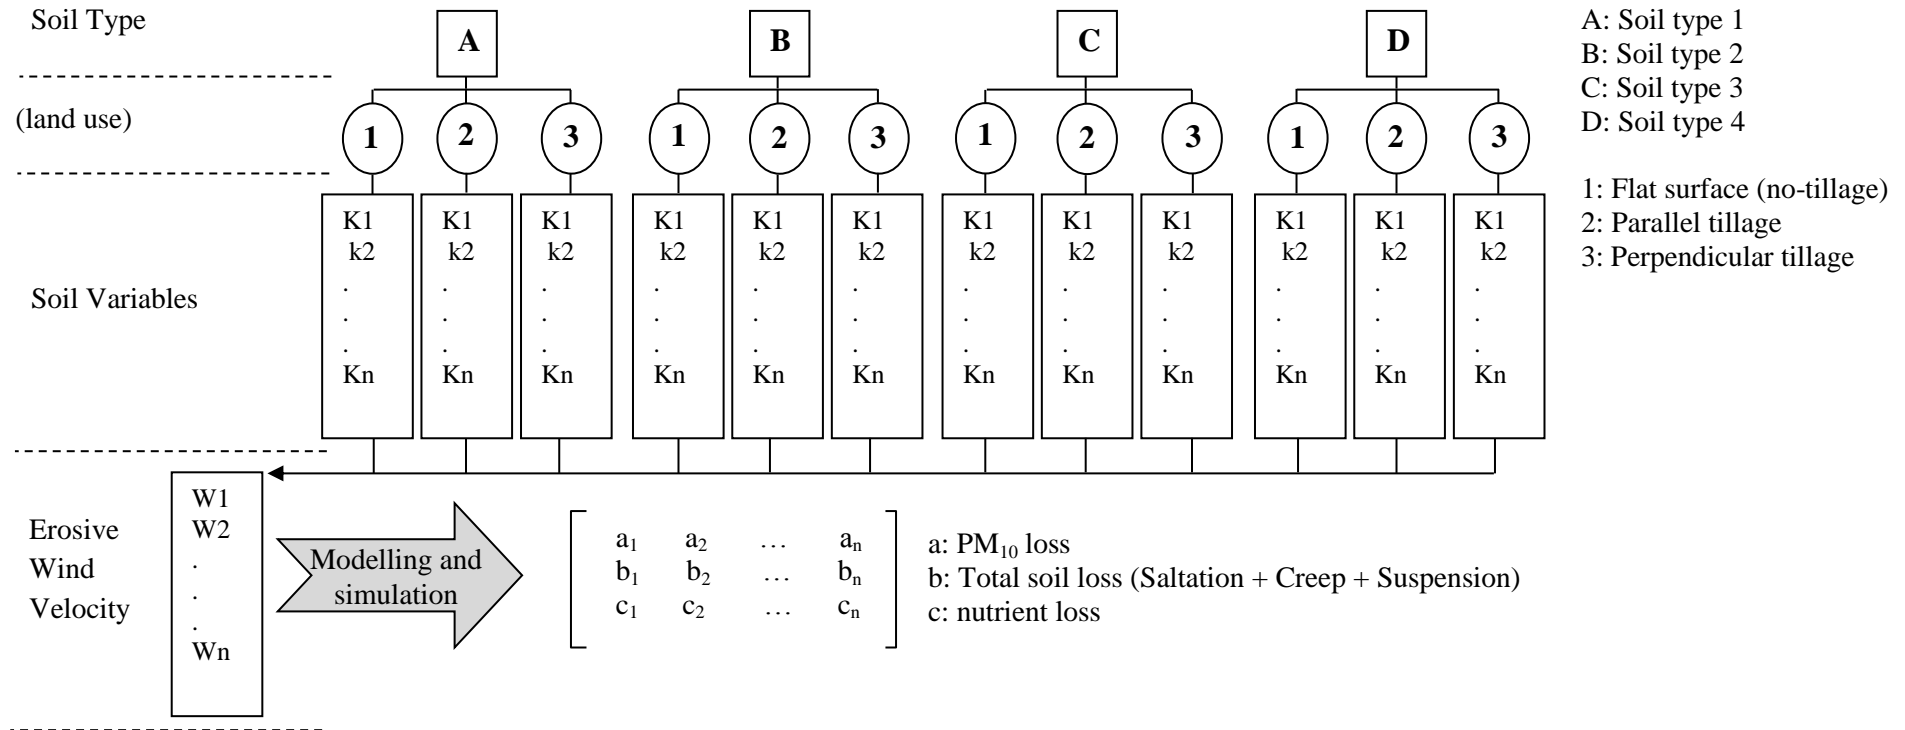 Soil Type
A
B
C
D
A: Soil type 1
B: Soil type 2
C: Soil type 3
D: Soil type 4
(land use)
1 2 3 1 2 3 1 2 3 1 2 3
1: Flat surface (no-tillage)
2: Parallel tillage
3: Perpendicular tillage
Soil Variables
K1 K1 K1 K1 K1 K1 K1 K1 K1 K1 K1 K1
k2 k2 k2 k2 k2 k2 k2 k2 k2 k2 k2 k2
. . . . . . . . . . . .
. . . . . . . . . . . .
. . . . . . . . . . . .
Kn Kn Kn Kn Kn Kn Kn Kn Kn Kn Kn Kn
Erosive
Wind
Velocity
W1
W2
.
.
.
Wn
Modelling and
simulation
a₁ a₂ … aₙ
b₁ b₂ … bₙ
c₁ c₂ … cₙ
a: PM₁₀ loss
b: Total soil loss (Saltation + Creep + Suspension)
c: nutrient loss